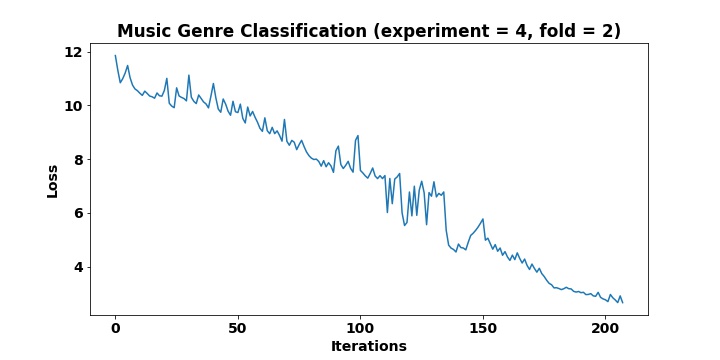 Music Genre Classification (experiment = 4, fold = 2)
12
10
8
6
4
Loss
0 50 100 150 200
Iterations